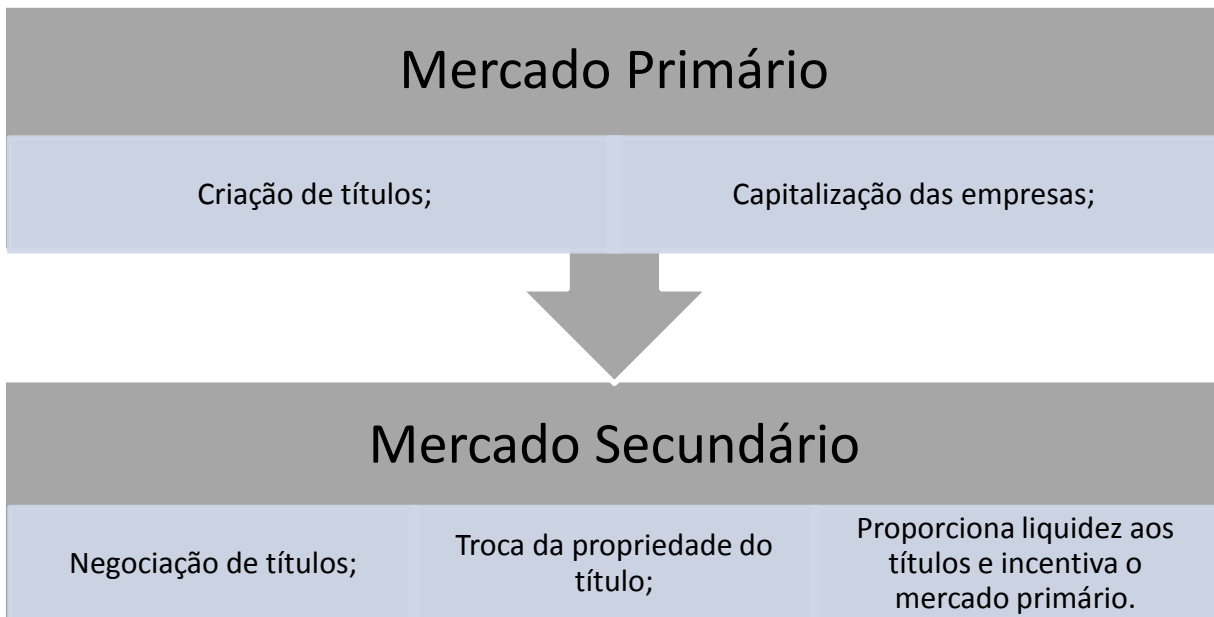 Mercado Primário
Criação de títulos;
Capitalização das empresas;
Mercado Secundário
Negociação de títulos;
Troca da propriedade do
título;
Proporciona liquidez aos
títulos e incentiva o
mercado primário.